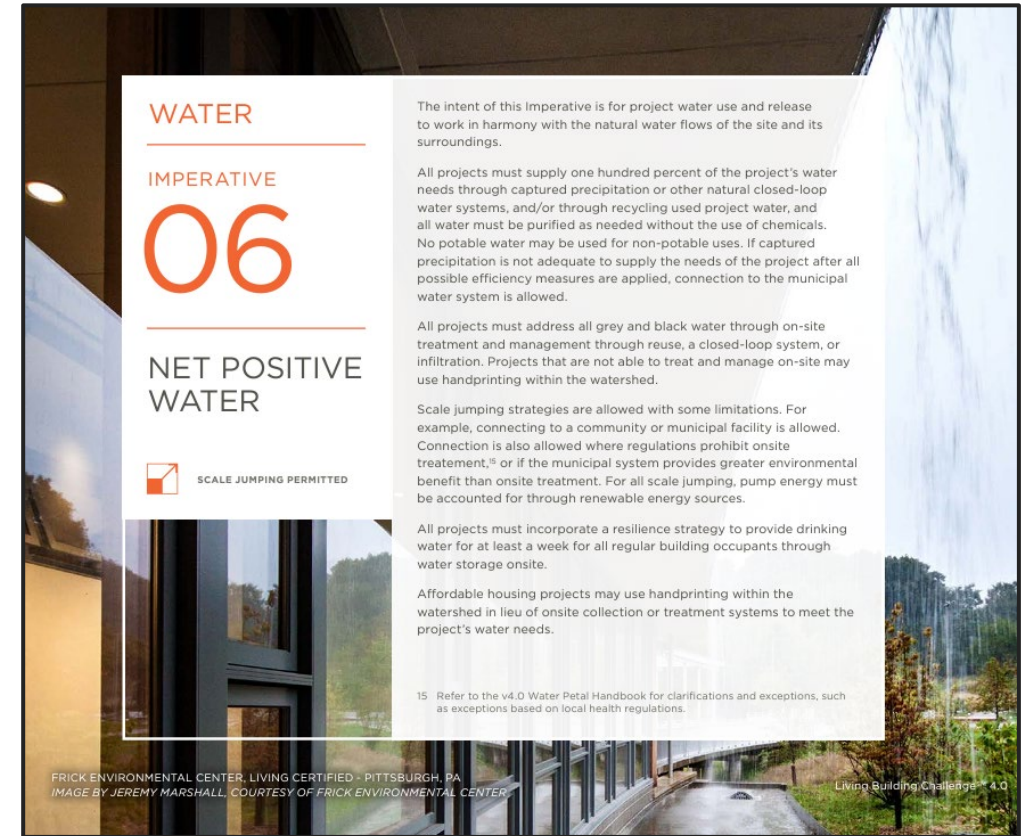 WATER
IMPERATIVE
06
NET POSITIVE
WATER
SCALE JUMPING PERMITTED
The intent of this Imperative is for project water use and release
to work in harmony with the natural water flows of the site and its
surroundings.
All projects must supply one hundred percent of the project's water
needs through captured precipitation or other natural closed-loop
water systems, and/or through recycling used project water, and
all water must be purified as needed without the use of chemicals.
No potable water may be used for non-potable uses. If captured
precipitation is not adequate to supply the needs of the project after all
possible efficiency measures are applied, connection to the municipal
water system is allowed.
All projects must address all grey and black water through on-site
treatment and management through reuse, a closed-loop system, or
infiltration. Projects that are not able to treat and manage on-site may
use handprinting within the watershed.
Scale jumping strategies are allowed with some limitations. For
example, connecting to a community or municipal facility is allowed.
Connection is also allowed where regulations prohibit onsite
treatement,¹⁵ or if the municipal system provides greater environmental
benefit than onsite treatment. For all scale jumping, pump energy must
be accounted for through renewable energy sources.
All projects must incorporate a resilience strategy to provide drinking
water for at least a week for all regular building occupants through
water storage onsite.
Affordable housing projects may use handprinting within the
watershed in lieu of onsite collection or treatment systems to meet the
project's water needs.
15 Refer to the v4.0 Water Petal Handbook for clarifications and exceptions, such
as exceptions based on local health regulations.
FRICK ENVIRONMENTAL CENTER, LIVING CERTIFIED - PITTSBURGH, PA
IMAGE BY JEREMY MARSHALL, COURTESY OF FRICK ENVIRONMENTAL CENTER
Living Building Challenge℠ 4.0